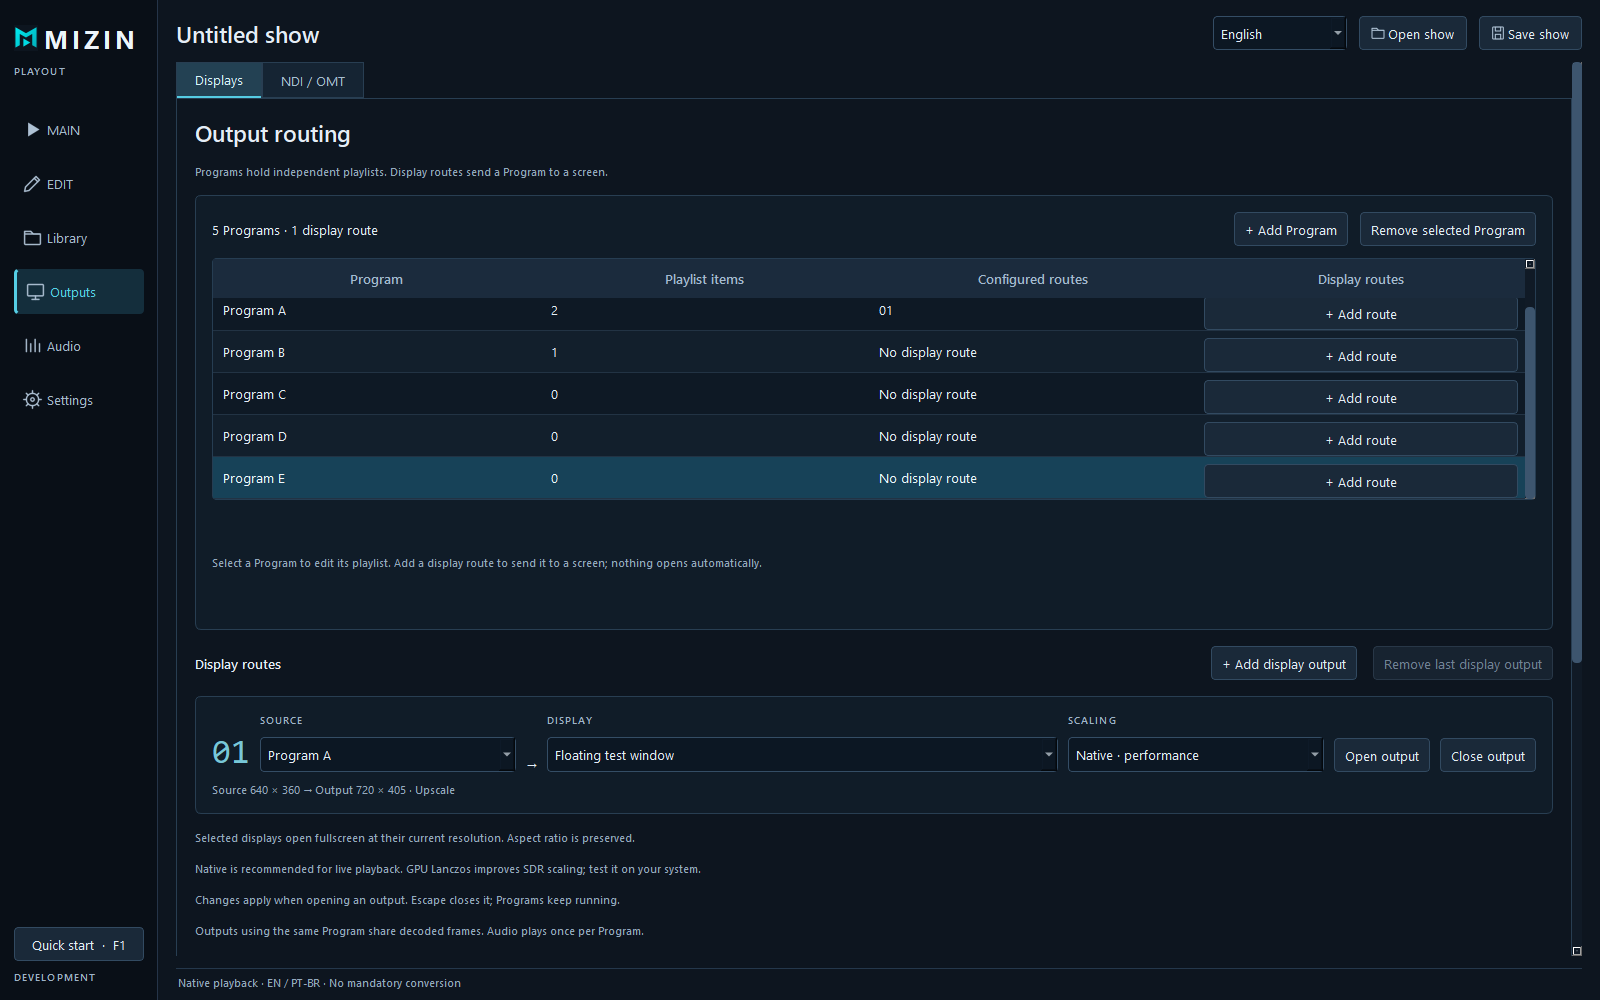 MIZIN
PLAYOUT
MAIN
EDIT
Library
Outputs
Audio
Settings
Quick start · F1
DEVELOPMENT
Untitled show
English
Open show
Save show
Displays
NDI / OMT
Output routing
Programs hold independent playlists. Display routes send a Program to a screen.
5 Programs · 1 display route
+ Add Program
Remove selected Program
Program Playlist items Configured routes Display routes
Program A 2 01 + Add route
Program B 1 No display route + Add route
Program C 0 No display route + Add route
Program D 0 No display route + Add route
Program E 0 No display route + Add route
Select a Program to edit its playlist. Add a display route to send it to a screen; nothing opens automatically.
Display routes
+ Add display output
Remove last display output
SOURCE DISPLAY SCALING
01 Program A → Floating test window Native · performance Open output Close output
Source 640 × 360 → Output 720 × 405 · Upscale
Selected displays open fullscreen at their current resolution. Aspect ratio is preserved.
Native is recommended for live playback. GPU Lanczos improves SDR scaling; test it on your system.
Changes apply when opening an output. Escape closes it; Programs keep running.
Outputs using the same Program share decoded frames. Audio plays once per Program.
Native playback · EN / PT-BR · No mandatory conversion